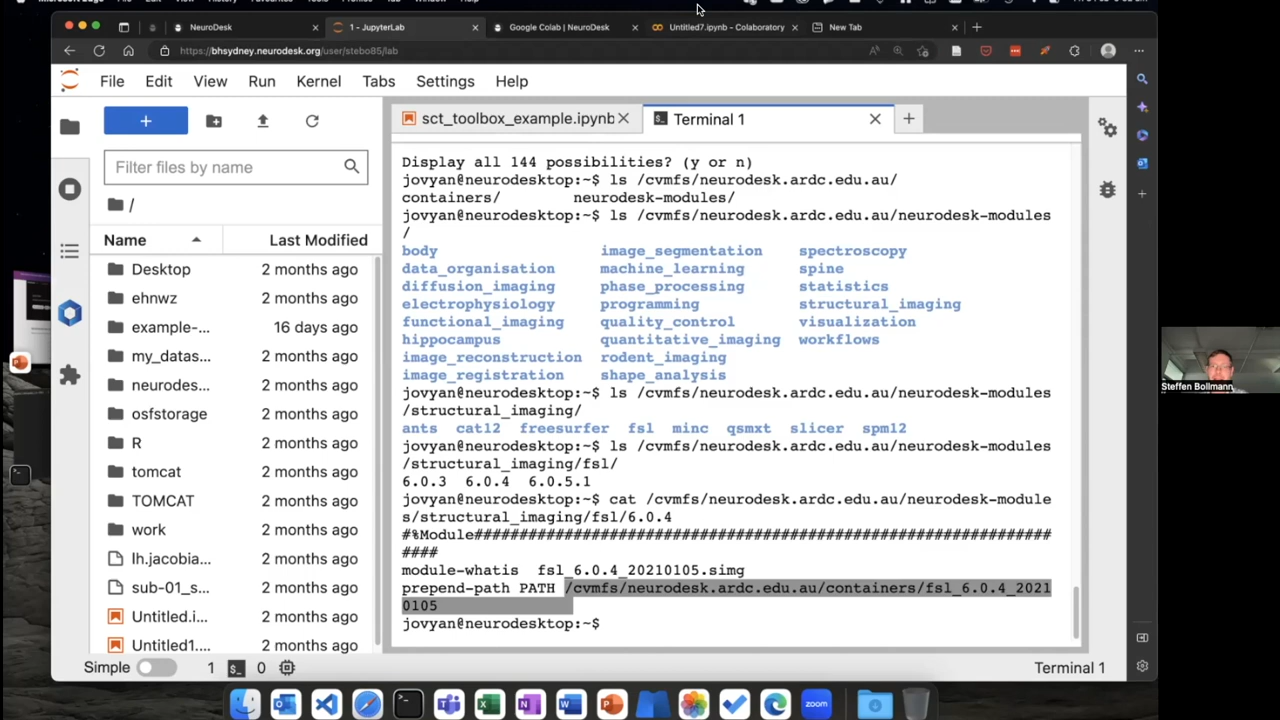 NeuroDesk
1 - JupyterLab
Google Colab | NeuroDesk
Untitled7.ipynb - Colaboratory
New Tab
https://bhsydney.neurodesk.org/user/stebo85/lab
File Edit View Run Kernel Tabs Settings Help
sct_toolbox_example.ipynb
Terminal 1
Filter files by name
/
Name Last Modified
Desktop 2 months ago
ehnwz 2 months ago
example-... 16 days ago
my_datas... 2 months ago
neurodes... 2 months ago
osfstorage 2 months ago
R 2 months ago
tomcat 2 months ago
TOMCAT 2 months ago
work 2 months ago
lh.jacobia... 2 months ago
sub-01_s... 2 months ago
Untitled.i... 2 months ago
Untitled1.... 2 months ago
Display all 144 possibilities? (y or n)
jovyan@neurodesktop:~$ ls /cvmfs/neurodesk.ardc.edu.au/
containers/ neurodesk-modules/
jovyan@neurodesktop:~$ ls /cvmfs/neurodesk.ardc.edu.au/neurodesk-modules
/
body image_segmentation spectroscopy
data_organisation machine_learning spine
diffusion_imaging phase_processing statistics
electrophysiology programming structural_imaging
functional_imaging quality_control visualization
hippocampus quantitative_imaging workflows
image_reconstruction rodent_imaging
image_registration shape_analysis
jovyan@neurodesktop:~$ ls /cvmfs/neurodesk.ardc.edu.au/neurodesk-modules
/structural_imaging/
ants cat12 freesurfer fsl minc qsmxt slicer spm12
jovyan@neurodesktop:~$ ls /cvmfs/neurodesk.ardc.edu.au/neurodesk-modules
/structural_imaging/fsl/
6.0.3 6.0.4 6.0.5.1
jovyan@neurodesktop:~$ cat /cvmfs/neurodesk.ardc.edu.au/neurodesk-module
s/structural_imaging/fsl/6.0.4
#%Module################################################################
####
module-whatis fsl_6.0.4_20210105.simg
prepend-path PATH /cvmfs/neurodesk.ardc.edu.au/containers/fsl_6.0.4_2021
0105
jovyan@neurodesktop:~$
Simple 1 0 Terminal 1
Steffen Bollmann
zoom